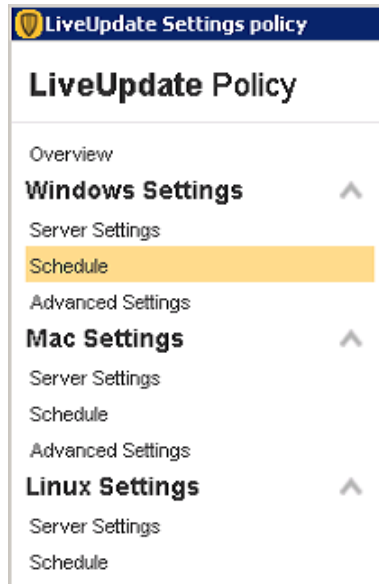 LiveUpdate Settings policy
LiveUpdate Policy
Overview
Windows Settings
Server Settings
Schedule
Advanced Settings
Mac Settings
Server Settings
Schedule
Advanced Settings
Linux Settings
Server Settings
Schedule